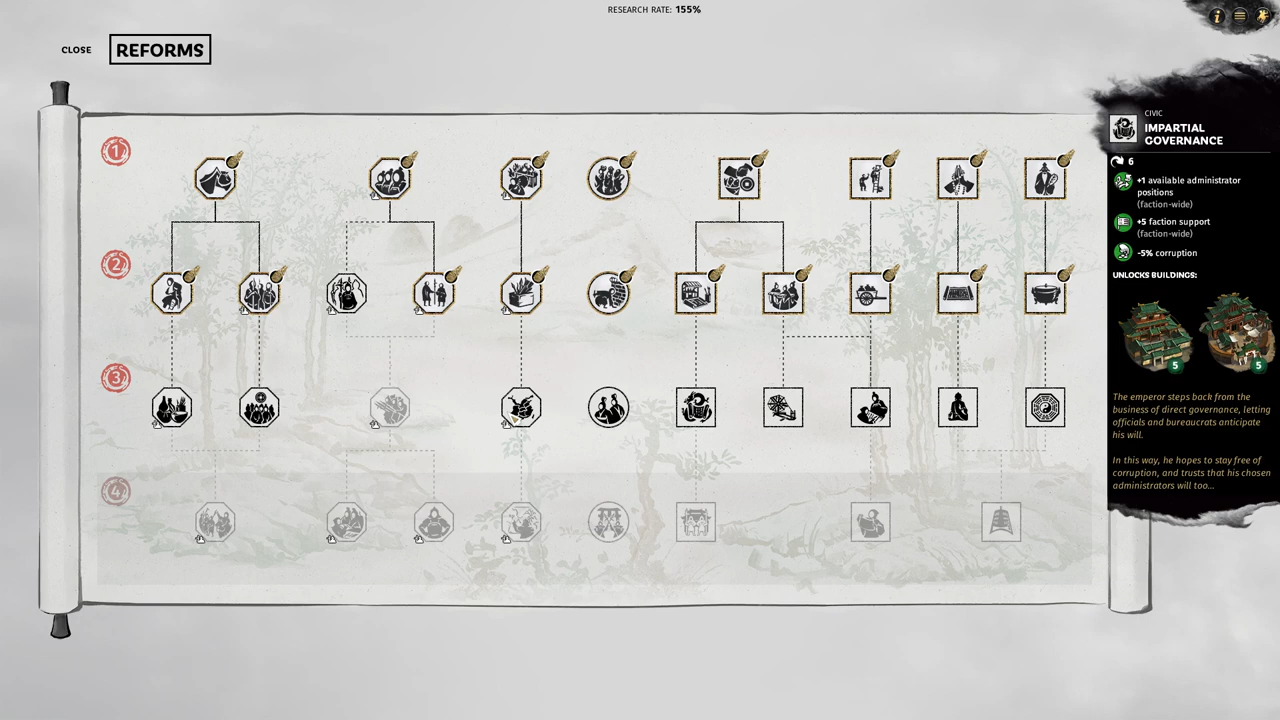 RESEARCH RATE: 155%
CLOSE
REFORMS
1
2
3
4
CIVIC
IMPARTIAL
GOVERNANCE
6
+1 available administrator
positions
(faction-wide)
+5 faction support
(faction-wide)
-5% corruption
UNLOCKS BUILDINGS:
5
5
The emperor steps back from the
business of direct governance, letting
officials and bureaucrats anticipate
his will.
In this way, he hopes to stay free of
corruption, and trusts that his chosen
administrators will too...